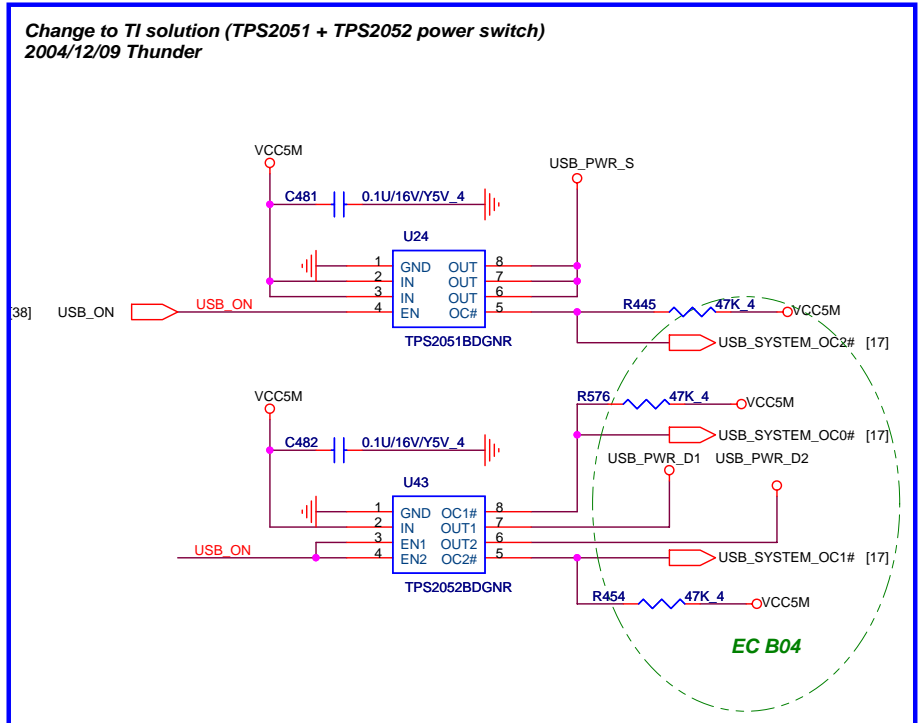 Change to TI solution (TPS2051 + TPS2052 power switch)
2004/12/09 Thunder
VCC5M
USB_PWR_S
C481 0.1U/16V/Y5V_4
U24
1 GND OUT 8
2 IN OUT 7
3 IN OUT 6
4 EN OC# 5
TPS2051BDGNR
[38] USB_ON USB_ON
R445 47K_4 VCC5M
USB_SYSTEM_OC2# [17]
VCC5M
R576 47K_4 VCC5M
C482 0.1U/16V/Y5V_4
USB_SYSTEM_OC0# [17]
USB_PWR_D1 USB_PWR_D2
U43
1 GND OC1# 8
2 IN OUT1 7
3 EN1 OUT2 6
4 EN2 OC2# 5
TPS2052BDGNR
USB_ON
USB_SYSTEM_OC1# [17]
R454 47K_4 VCC5M
EC B04